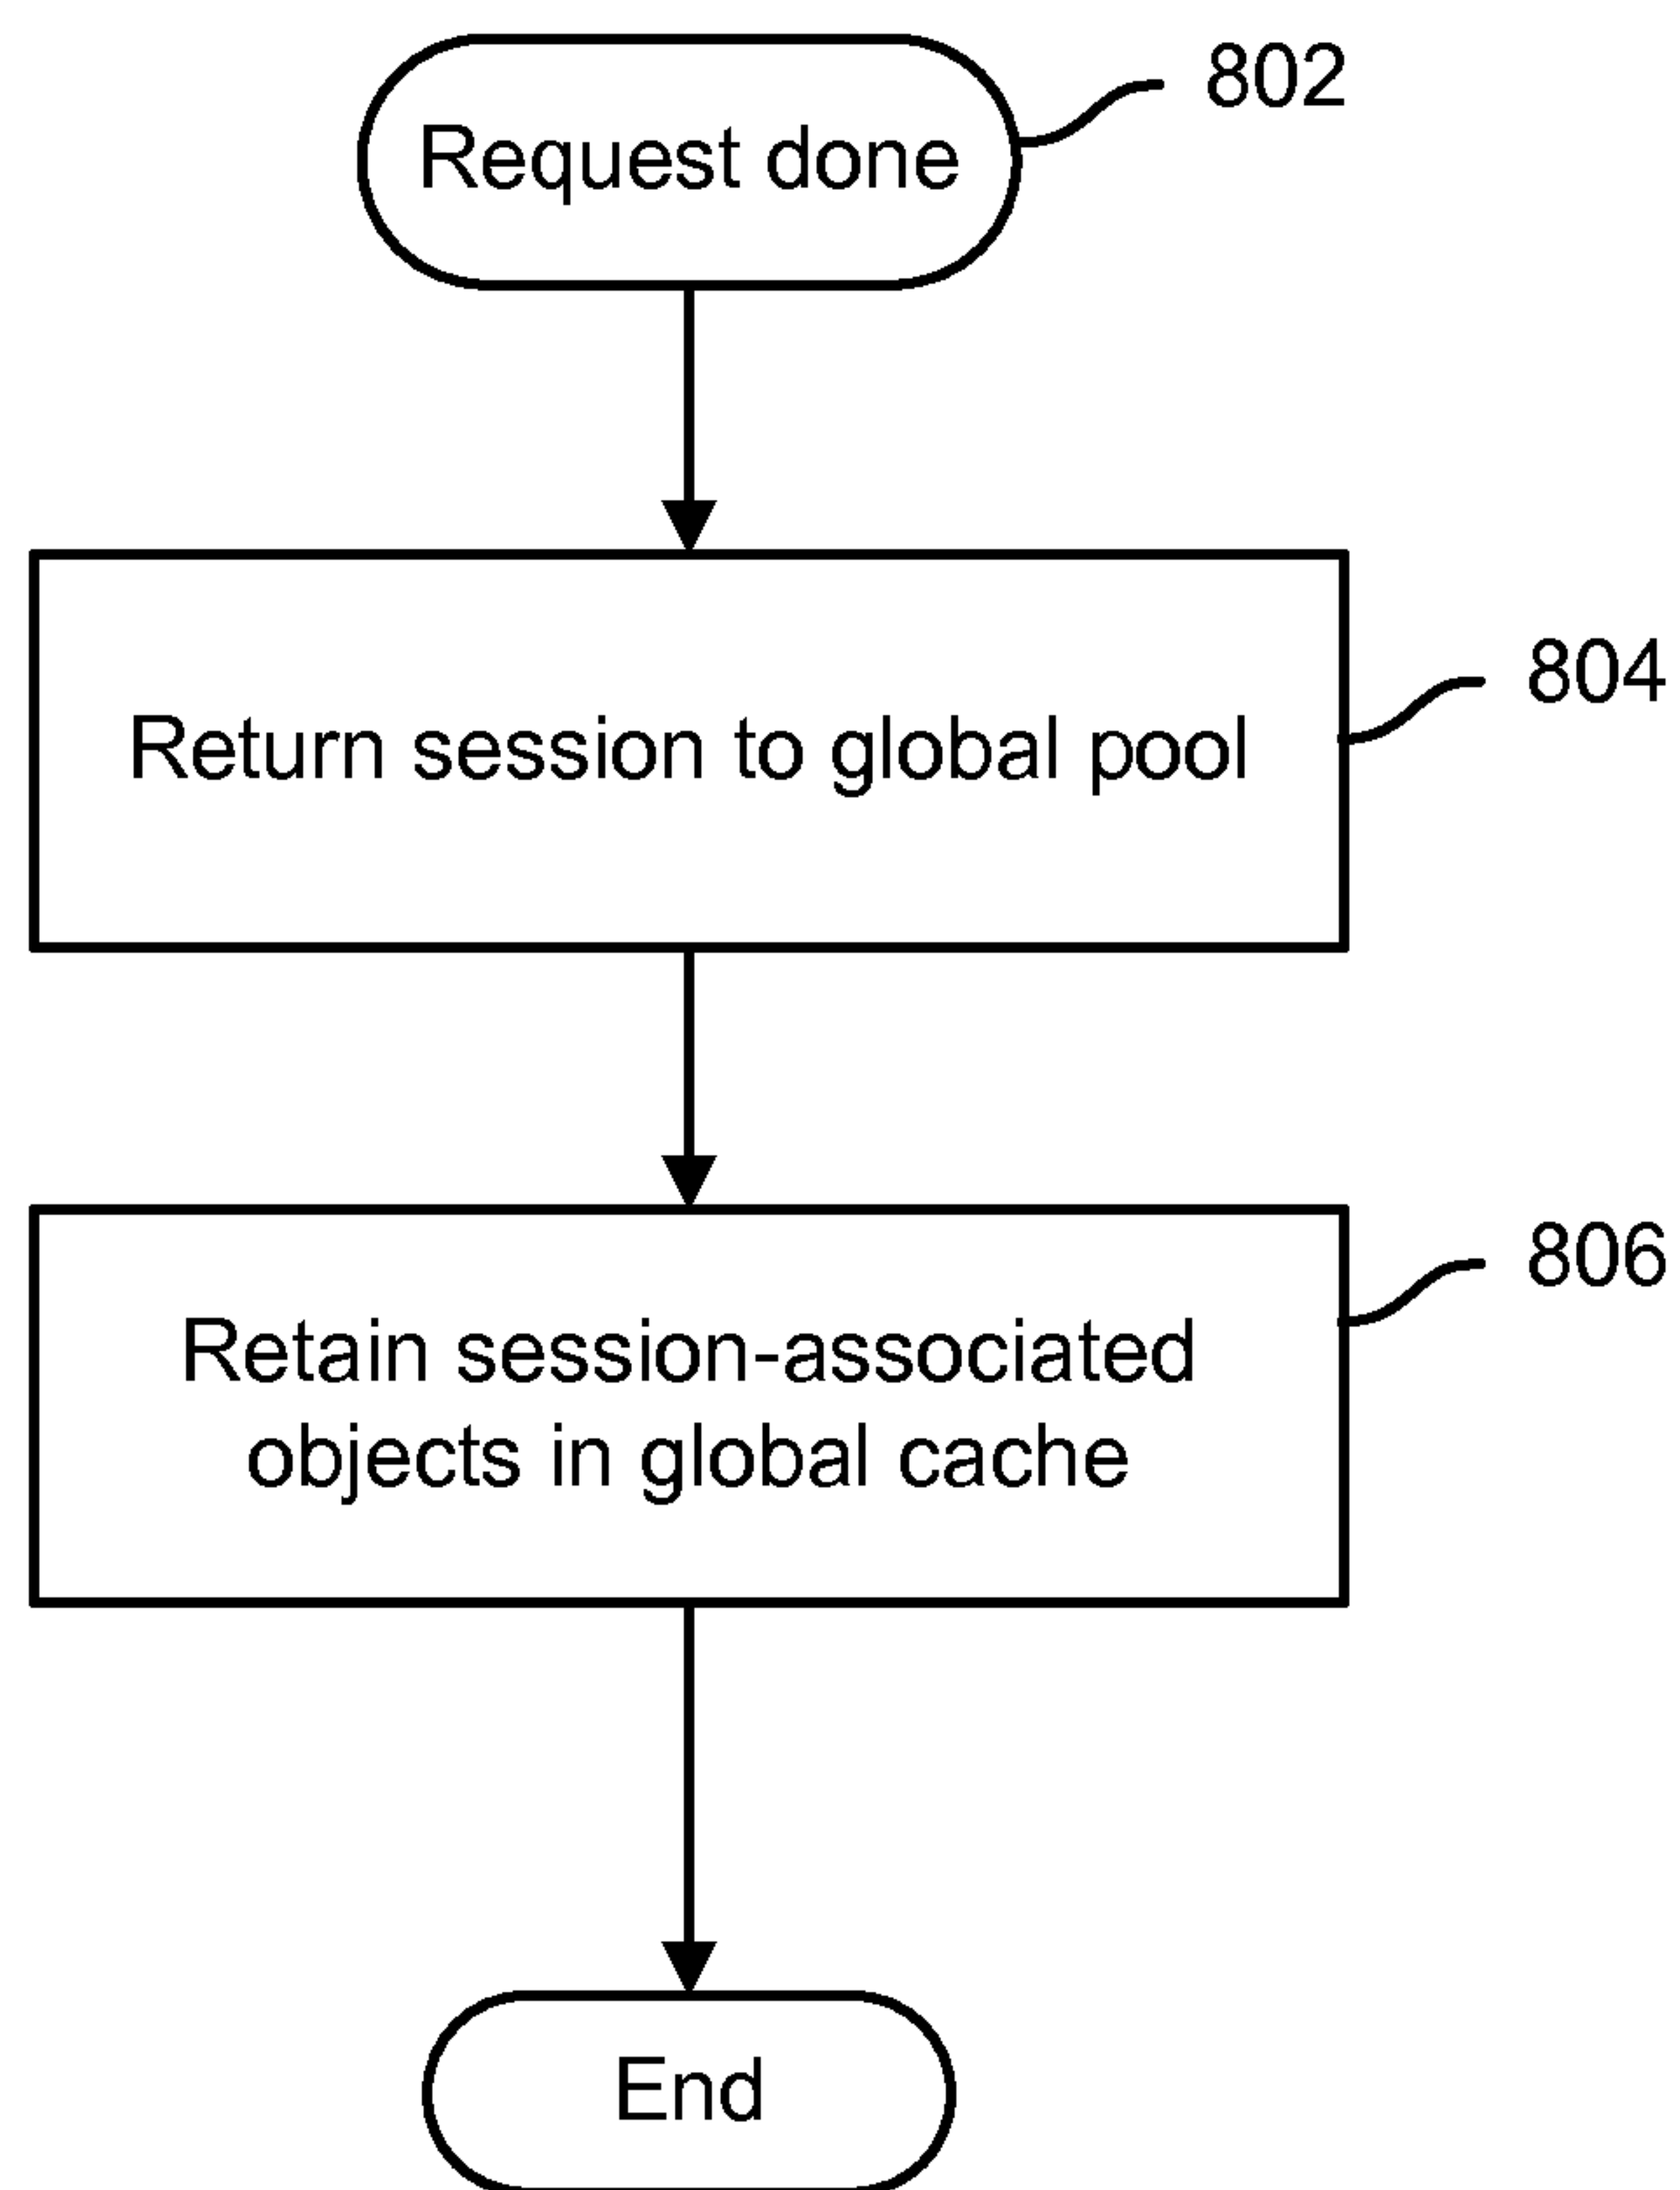 802
Request done
804
Return session to global pool
806
Retain session-associated
objects in global cache
End